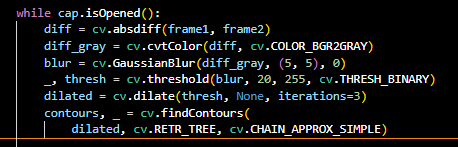 while cap.isOpened():
    diff = cv.absdiff(frame1, frame2)
    diff_gray = cv.cvtColor(diff, cv.COLOR_BGR2GRAY)
    blur = cv.GaussianBlur(diff_gray, (5, 5), 0)
    _, thresh = cv.threshold(blur, 20, 255, cv.THRESH_BINARY)
    dilated = cv.dilate(thresh, None, iterations=3)
    contours, _ = cv.findContours(
        dilated, cv.RETR_TREE, cv.CHAIN_APPROX_SIMPLE)